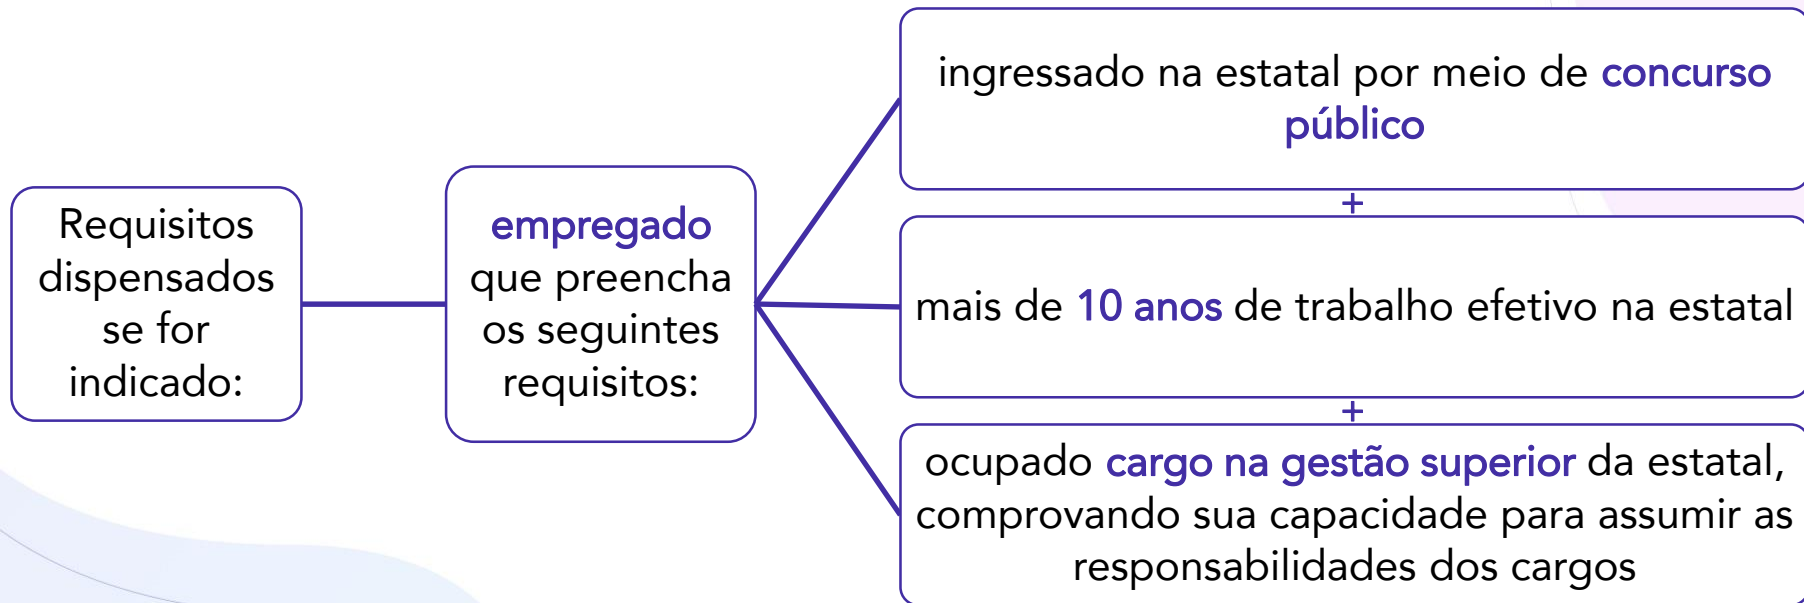 Requisitos
dispensados
se for
indicado:
empregado
que preencha
os seguintes
requisitos:
ingressado na estatal por meio de concurso
público
+
mais de 10 anos de trabalho efetivo na estatal
+
ocupado cargo na gestão superior da estatal,
comprovando sua capacidade para assumir as
responsabilidades dos cargos